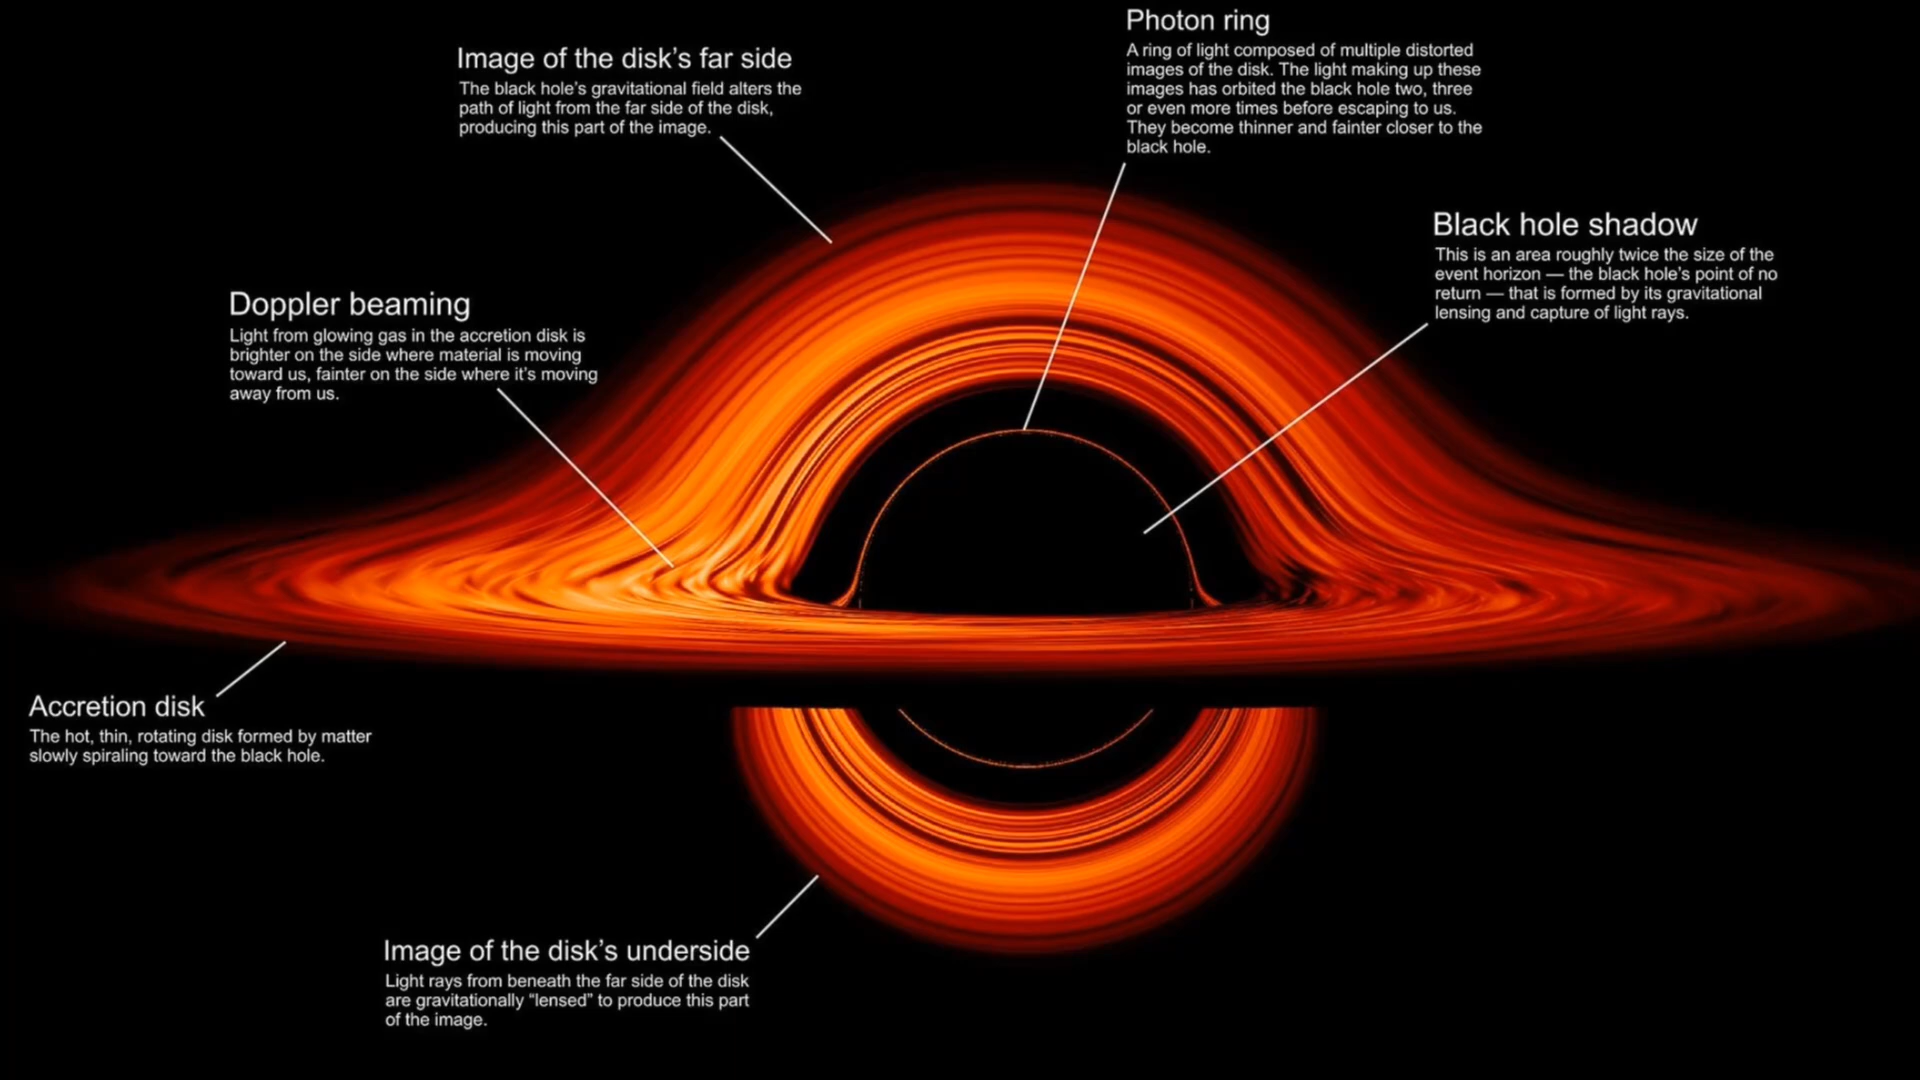 Photon ring
A ring of light composed of multiple distorted
images of the disk. The light making up these
images has orbited the black hole two, three
or even more times before escaping to us.
They become thinner and fainter closer to the
black hole.
Image of the disk’s far side
The black hole’s gravitational field alters the
path of light from the far side of the disk,
producing this part of the image.
Black hole shadow
This is an area roughly twice the size of the
event horizon — the black hole’s point of no
return — that is formed by its gravitational
lensing and capture of light rays.
Doppler beaming
Light from glowing gas in the accretion disk is
brighter on the side where material is moving
toward us, fainter on the side where it’s moving
away from us.
Accretion disk
The hot, thin, rotating disk formed by matter
slowly spiraling toward the black hole.
Image of the disk’s underside
Light rays from beneath the far side of the disk
are gravitationally “lensed” to produce this part
of the image.